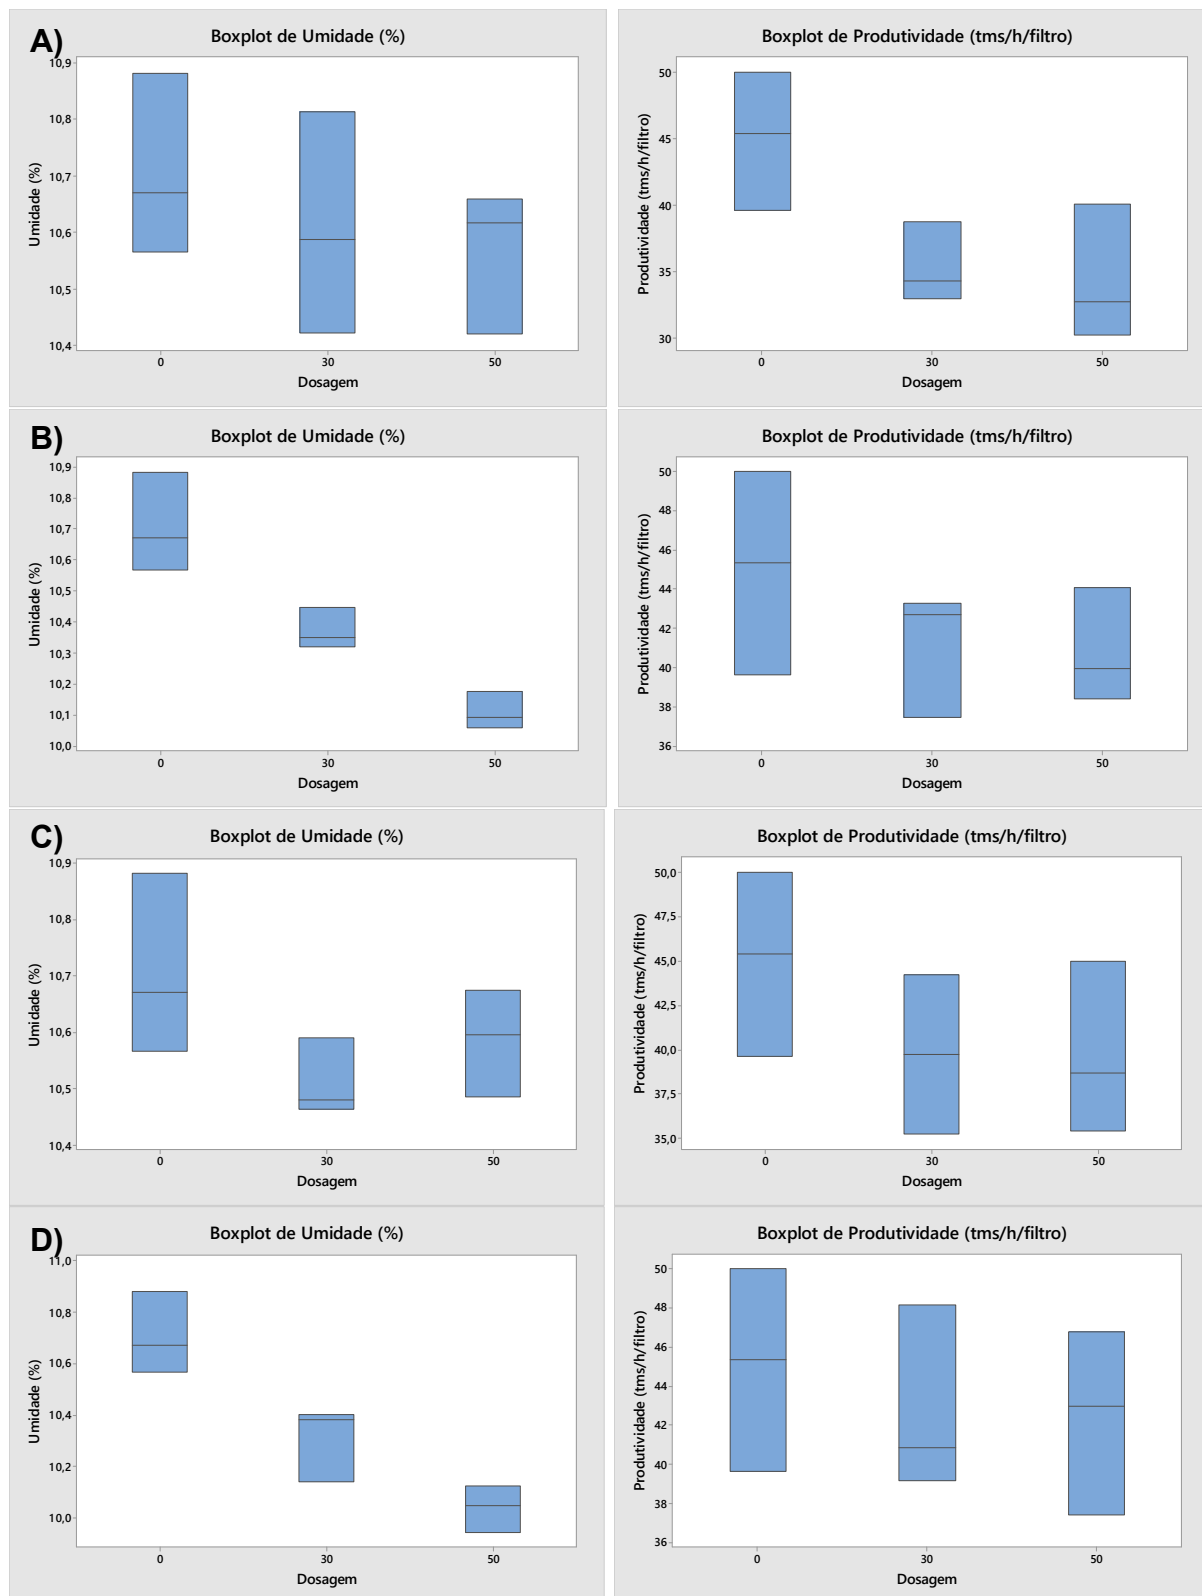 A)
Boxplot de Umidade (%)
Umidade (%)
10,9
10,8
10,7
10,6
10,5
10,4
0 30 50
Dosagem
Boxplot de Produtividade (tms/h/filtro)
Produtividade (tms/h/filtro)
50
45
40
35
30
0 30 50
Dosagem
B)
Boxplot de Umidade (%)
Umidade (%)
10,9
10,8
10,7
10,6
10,5
10,4
10,3
10,2
10,1
10,0
0 30 50
Dosagem
Boxplot de Produtividade (tms/h/filtro)
Produtividade (tms/h/filtro)
50
48
46
44
42
40
38
36
0 30 50
Dosagem
C)
Boxplot de Umidade (%)
Umidade (%)
10,9
10,8
10,7
10,6
10,5
10,4
0 30 50
Dosagem
Boxplot de Produtividade (tms/h/filtro)
Produtividade (tms/h/filtro)
50,0
47,5
45,0
42,5
40,0
37,5
35,0
0 30 50
Dosagem
D)
Boxplot de Umidade (%)
Umidade (%)
11,0
10,8
10,6
10,4
10,2
10,0
0 30 50
Dosagem
Boxplot de Produtividade (tms/h/filtro)
Produtividade (tms/h/filtro)
50
48
46
44
42
40
38
36
0 30 50
Dosagem